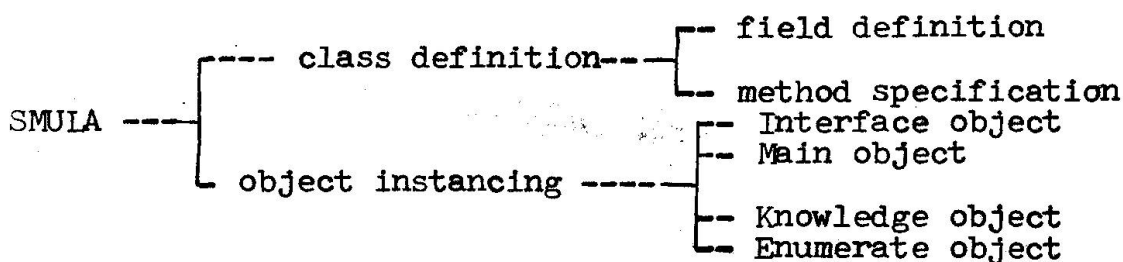 field definition
class definition
method specification
SMULA
Interface object
Main object
object instancing
Knowledge object
Enumerate object